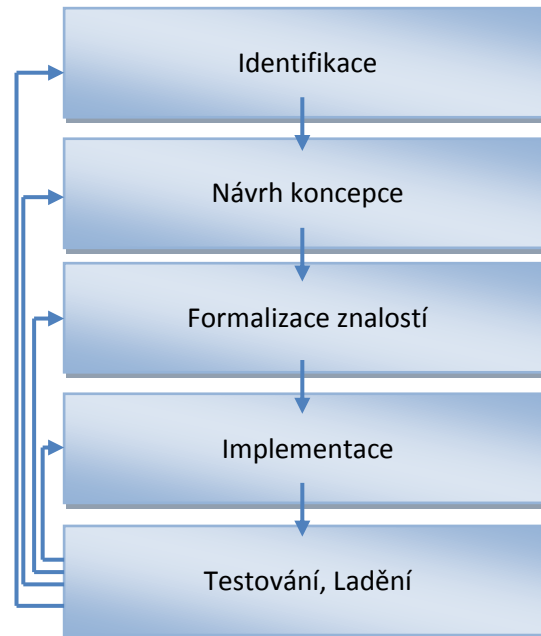 Identifikace
Návrh koncepce
Formalizace znalostí
Implementace
Testování, Ladění